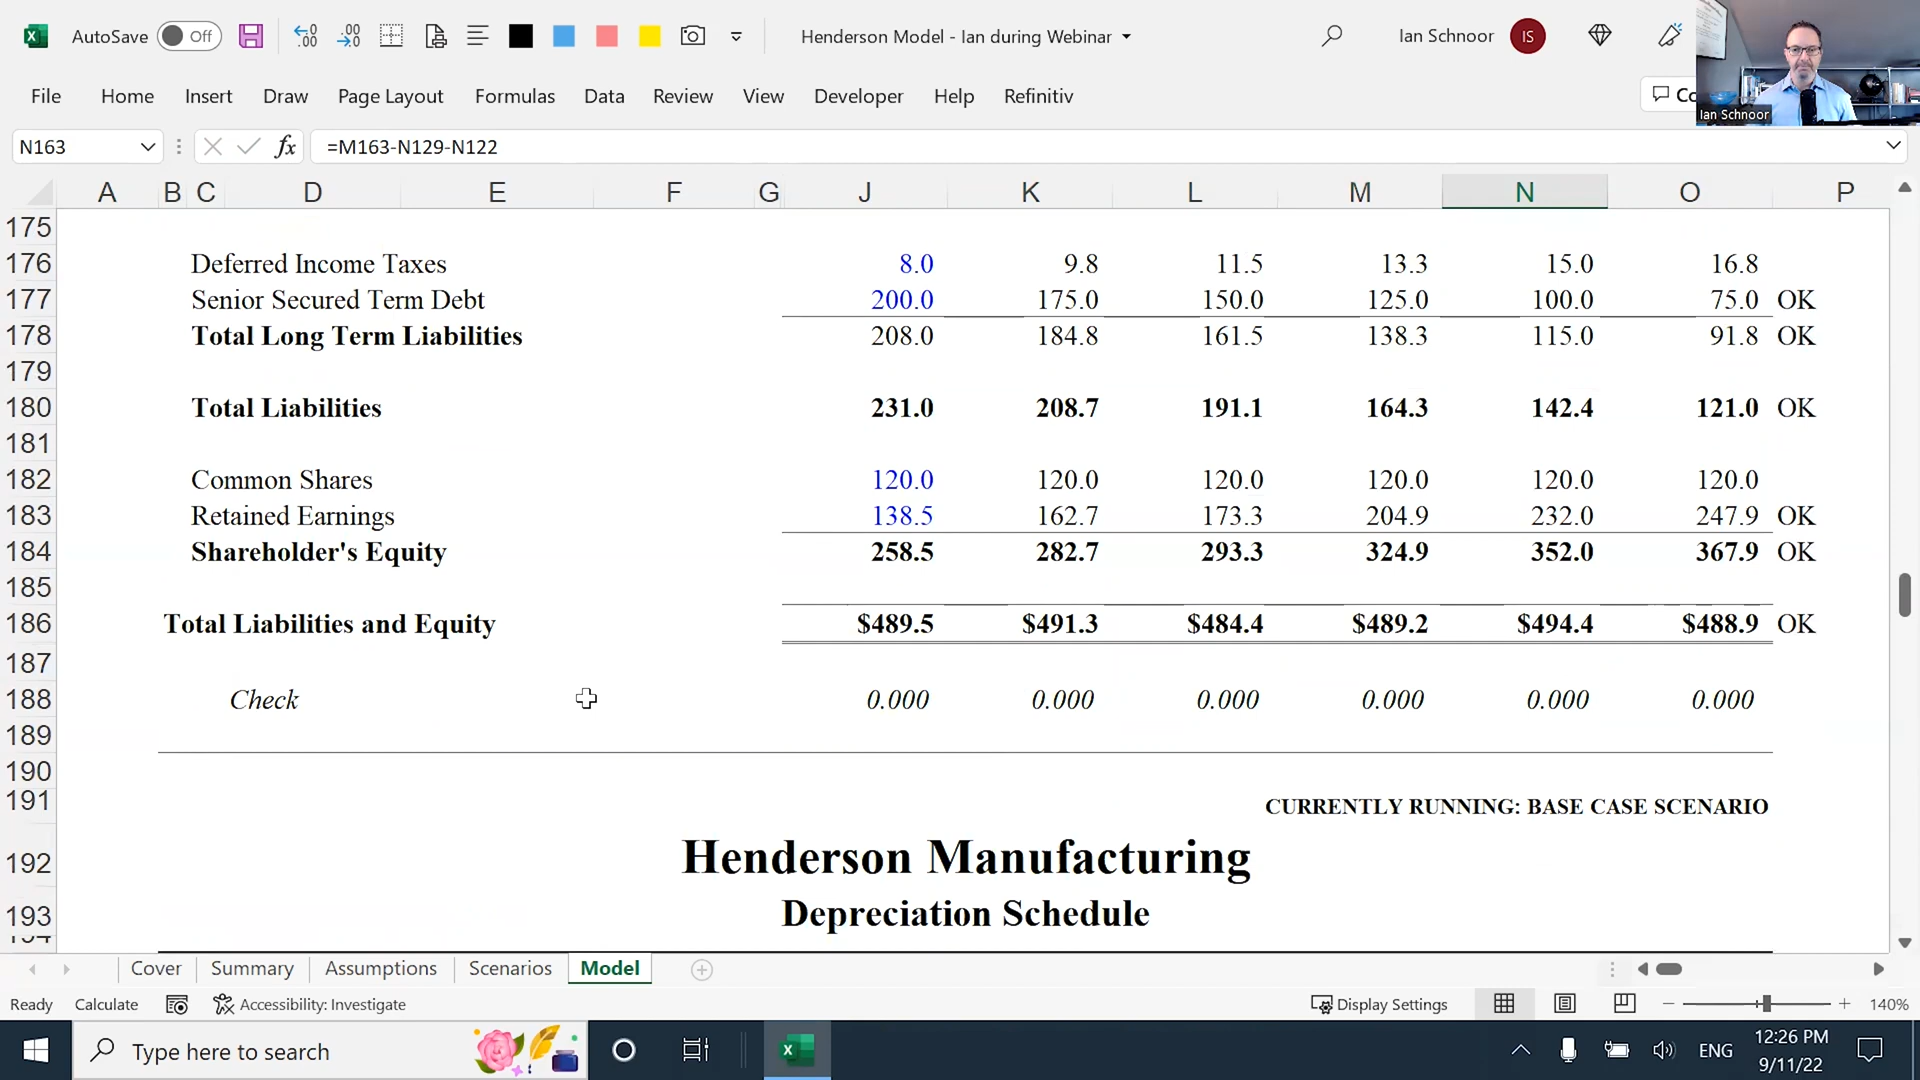 AutoSave Off Henderson Model - Ian during Webinar Ian Schnoor IS
File Home Insert Draw Page Layout Formulas Data Review View Developer Help Refinitiv Co
Ian Schnoor
N163 fx =M163-N129-N122
A B C D E F G J K L M N O P
175
176 Deferred Income Taxes 8.0 9.8 11.5 13.3 15.0 16.8
177 Senior Secured Term Debt 200.0 175.0 150.0 125.0 100.0 75.0 OK
178 Total Long Term Liabilities 208.0 184.8 161.5 138.3 115.0 91.8 OK
179
180 Total Liabilities 231.0 208.7 191.1 164.3 142.4 121.0 OK
181
182 Common Shares 120.0 120.0 120.0 120.0 120.0 120.0
183 Retained Earnings 138.5 162.7 173.3 204.9 232.0 247.9 OK
184 Shareholder's Equity 258.5 282.7 293.3 324.9 352.0 367.9 OK
185
186 Total Liabilities and Equity $489.5 $491.3 $484.4 $489.2 $494.4 $488.9 OK
187
188 Check 0.000 0.000 0.000 0.000 0.000 0.000
189
190
191 CURRENTLY RUNNING: BASE CASE SCENARIO
192 Henderson Manufacturing
193 Depreciation Schedule
194
Cover Summary Assumptions Scenarios Model
Ready Calculate Accessibility: Investigate Display Settings 140%
Type here to search ENG 12:26 PM
9/11/22